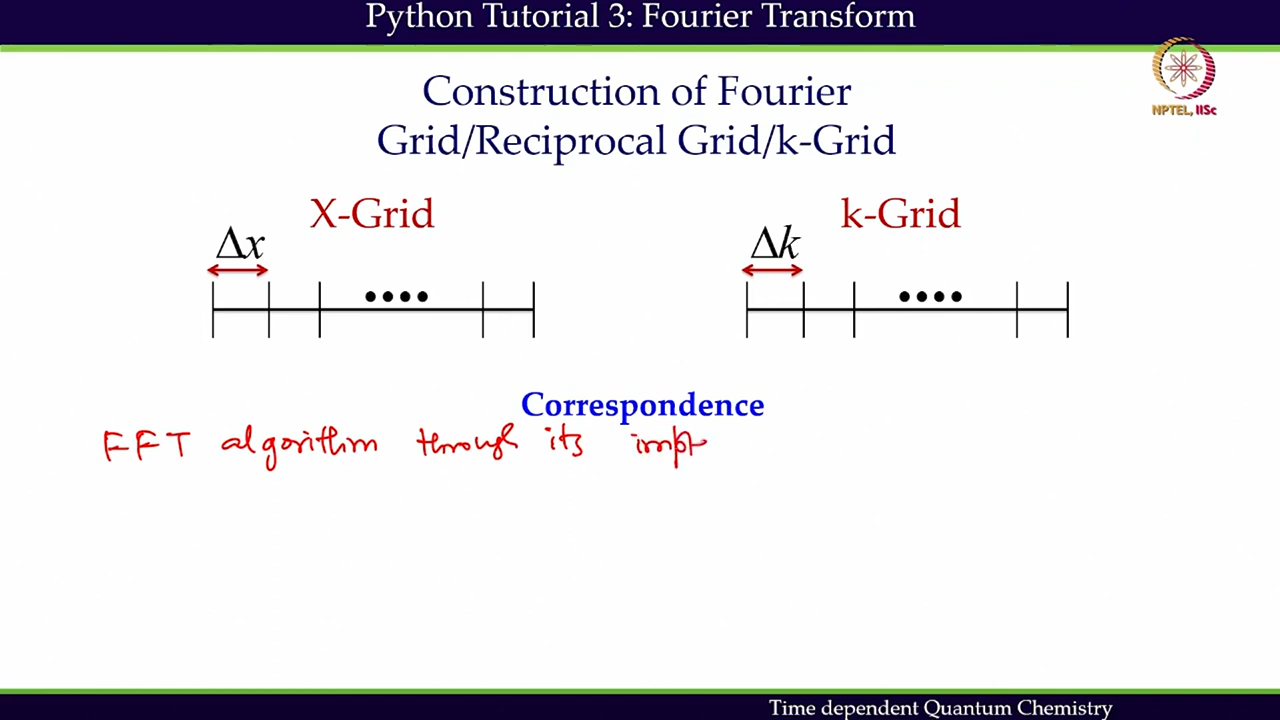 Python Tutorial 3: Fourier Transform
NPTEL, IISc
Construction of Fourier
Grid/Reciprocal Grid/k-Grid
X-Grid
k-Grid
Δx
Δk
Correspondence
FFT algorithm through its
Time dependent Quantum Chemistry